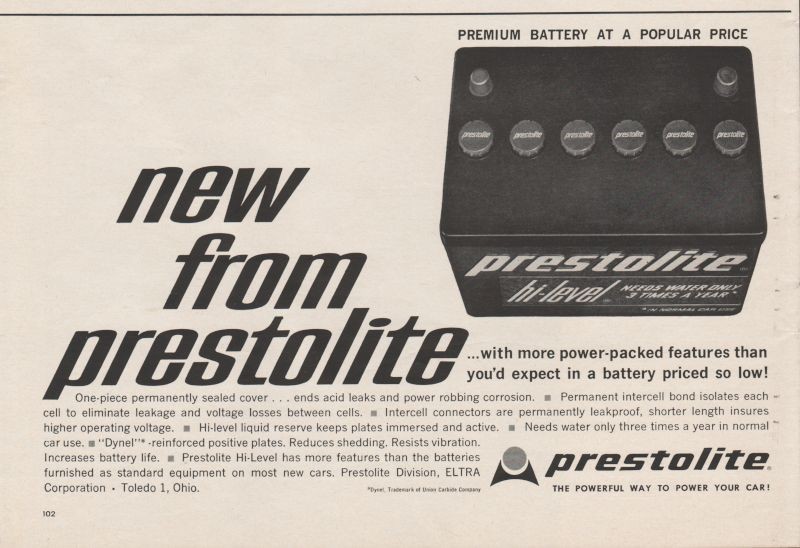 PREMIUM BATTERY AT A POPULAR PRICE
prestolite prestolite prestolite prestolite prestolite prestolite
prestolite
hi-level NEEDS WATER ONLY
3 TIMES A YEAR*
*IN NORMAL CAR USE
new
from
prestolite
...with more power-packed features than
you'd expect in a battery priced so low!
One-piece permanently sealed cover . . . ends acid leaks and power robbing corrosion. ■ Permanent intercell bond isolates each
cell to eliminate leakage and voltage losses between cells. ■ Intercell connectors are permanently leakproof, shorter length insures
higher operating voltage. ■ Hi-level liquid reserve keeps plates immersed and active. ■ Needs water only three times a year in normal
car use. ■ "Dynel"*-reinforced positive plates. Reduces shedding. Resists vibration.
Increases battery life. ■ Prestolite Hi-Level has more features than the batteries
furnished as standard equipment on most new cars. Prestolite Division, ELTRA
Corporation • Toledo 1, Ohio.
*Dynel, Trademark of Union Carbide Company
prestolite®
THE POWERFUL WAY TO POWER YOUR CAR!
102